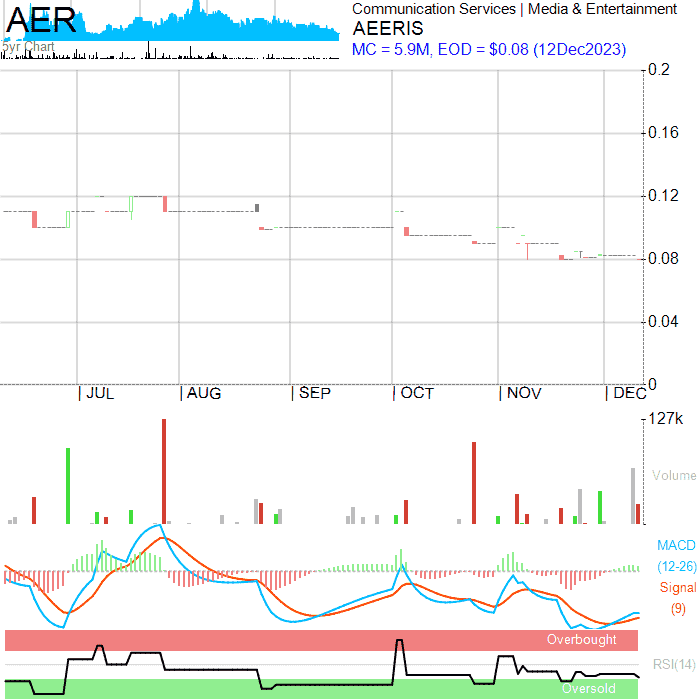 AER
Communication Services | Media & Entertainment
AEERIS
5yr Chart
MC = 5.9M, EOD = $0.08 (12Dec2023)
0.2
0.16
0.12
0.08
0.04
0
| JUL | AUG | SEP | OCT | NOV | DEC
127k
Volume
MACD
(12-26)
Signal
(9)
Overbought
RSI(14)
Oversold